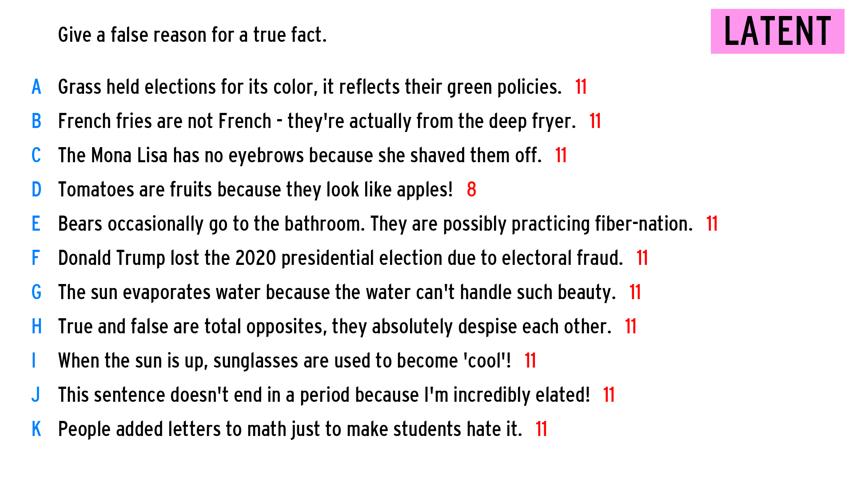 Give a false reason for a true fact.
LATENT
A Grass held elections for its color, it reflects their green policies. 11
B French fries are not French - they're actually from the deep fryer. 11
C The Mona Lisa has no eyebrows because she shaved them off. 11
D Tomatoes are fruits because they look like apples! 8
E Bears occasionally go to the bathroom. They are possibly practicing fiber-nation. 11
F Donald Trump lost the 2020 presidential election due to electoral fraud. 11
G The sun evaporates water because the water can't handle such beauty. 11
H True and false are total opposites, they absolutely despise each other. 11
I When the sun is up, sunglasses are used to become 'cool'! 11
J This sentence doesn't end in a period because I'm incredibly elated! 11
K People added letters to math just to make students hate it. 11